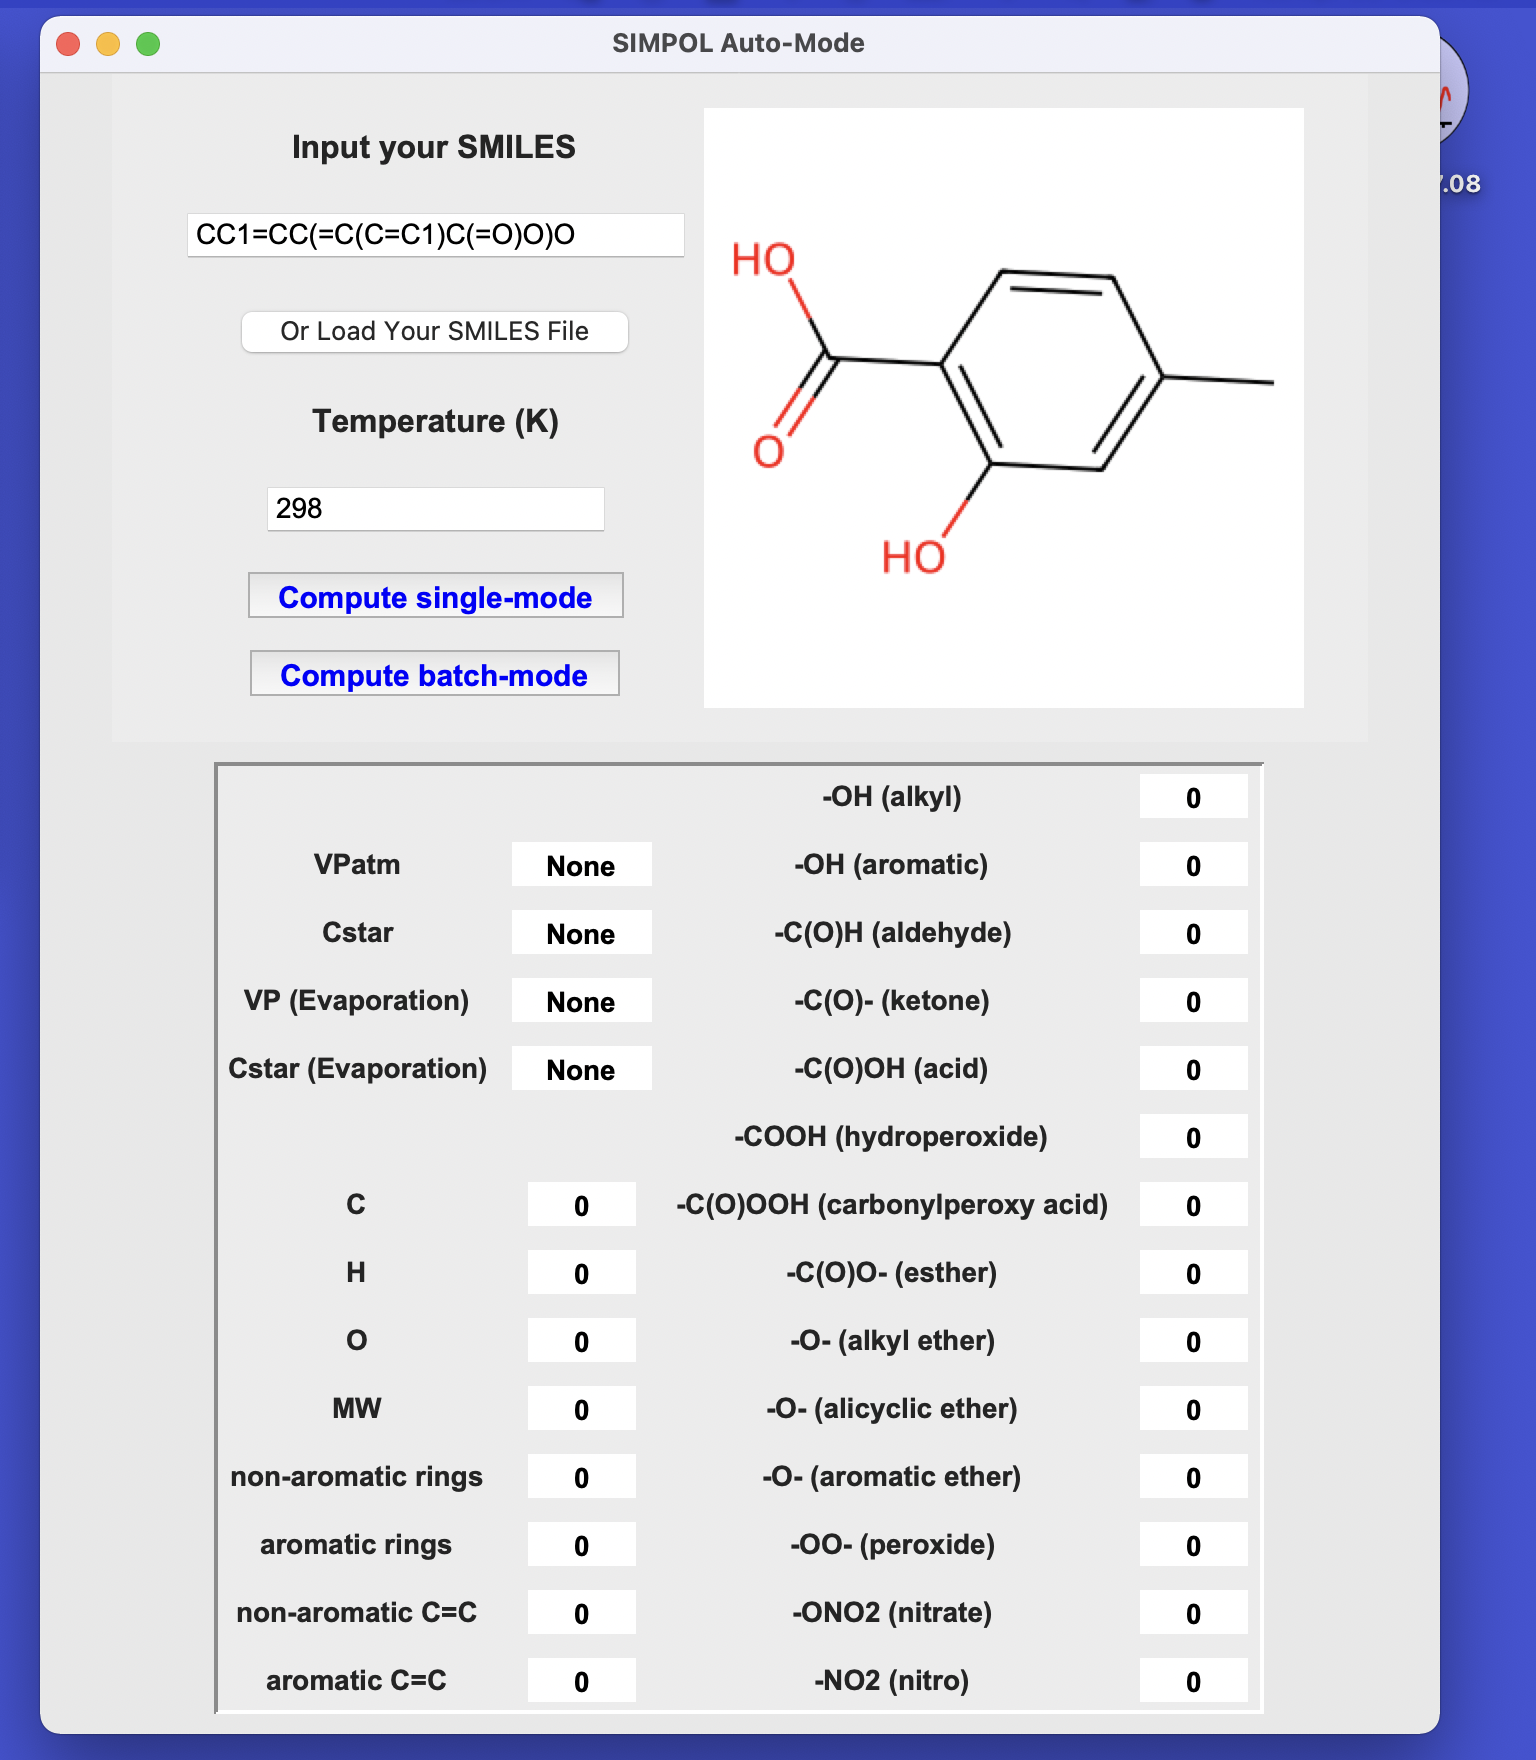 SIMPOL Auto-Mode
Input your SMILES
CC1=CC(=C(C=C1)C(=O)O)O
Or Load Your SMILES File
Temperature (K)
298
Compute single-mode
Compute batch-mode
HO
O
HO
7.08
-OH (alkyl) 0
VPatm None -OH (aromatic) 0
Cstar None -C(O)H (aldehyde) 0
VP (Evaporation) None -C(O)- (ketone) 0
Cstar (Evaporation) None -C(O)OH (acid) 0
-COOH (hydroperoxide) 0
C 0 -C(O)OOH (carbonylperoxy acid) 0
H 0 -C(O)O- (esther) 0
O 0 -O- (alkyl ether) 0
MW 0 -O- (alicyclic ether) 0
non-aromatic rings 0 -O- (aromatic ether) 0
aromatic rings 0 -OO- (peroxide) 0
non-aromatic C=C 0 -ONO2 (nitrate) 0
aromatic C=C 0 -NO2 (nitro) 0